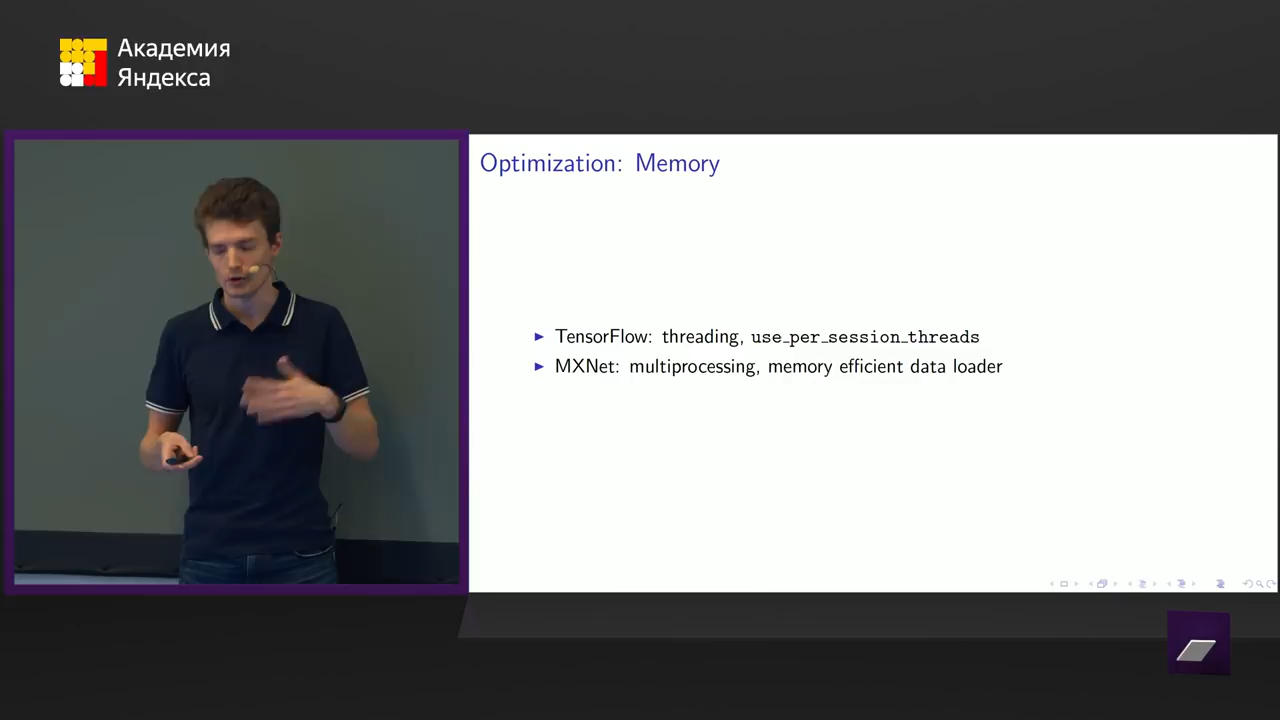 Академия
Яндекса
Optimization: Memory
TensorFlow: threading, use_per_session_threads
MXNet: multiprocessing, memory efficient data loader